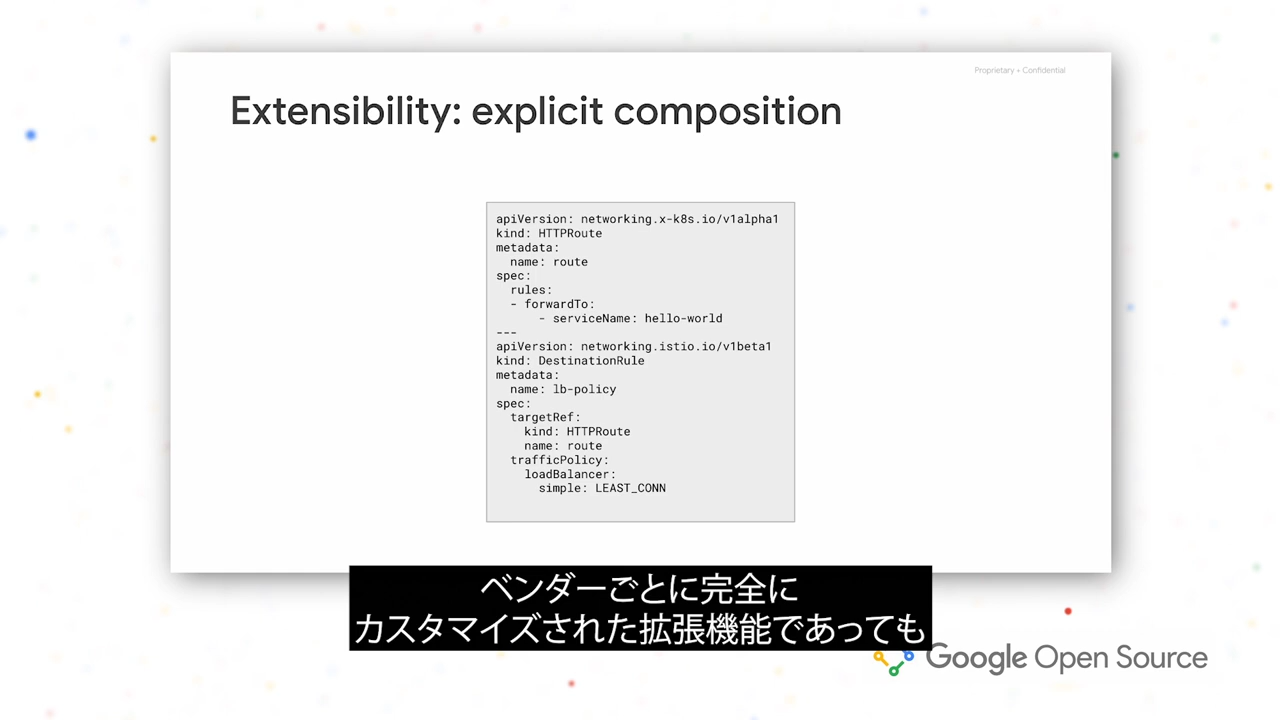 Proprietary + Confidential
Extensibility: explicit composition
apiVersion: networking.x-k8s.io/v1alpha1
kind: HTTPRoute
metadata:
  name: route
spec:
  rules:
  - forwardTo:
      - serviceName: hello-world
---
apiVersion: networking.istio.io/v1beta1
kind: DestinationRule
metadata:
  name: lb-policy
spec:
  targetRef:
    kind: HTTPRoute
    name: route
  trafficPolicy:
    loadBalancer:
      simple: LEAST_CONN
ベンダーごとに完全に
カスタマイズされた拡張機能であっても
Google Open Source